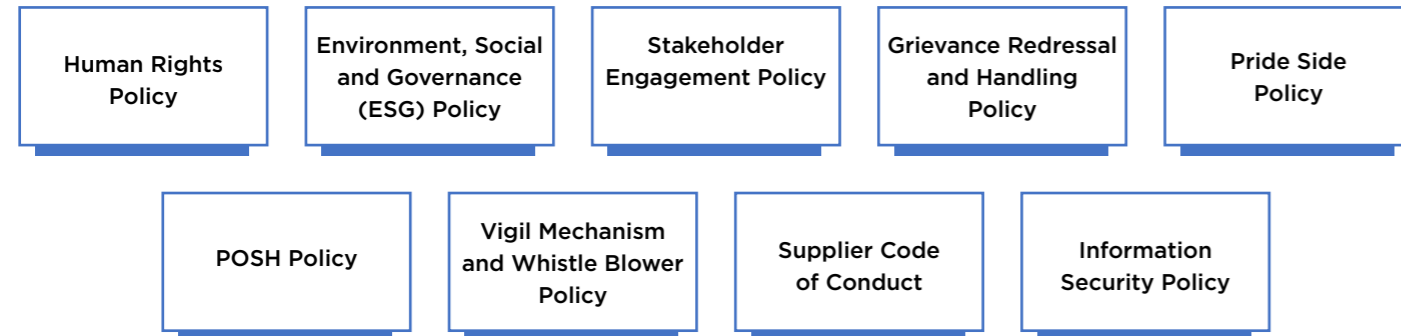 Human Rights
Policy
Environment, Social
and Governance
(ESG) Policy
Stakeholder
Engagement Policy
Grievance Redressal
and Handling
Policy
Pride Side
Policy
POSH Policy
Vigil Mechanism
and Whistle Blower
Policy
Supplier Code
of Conduct
Information
Security Policy